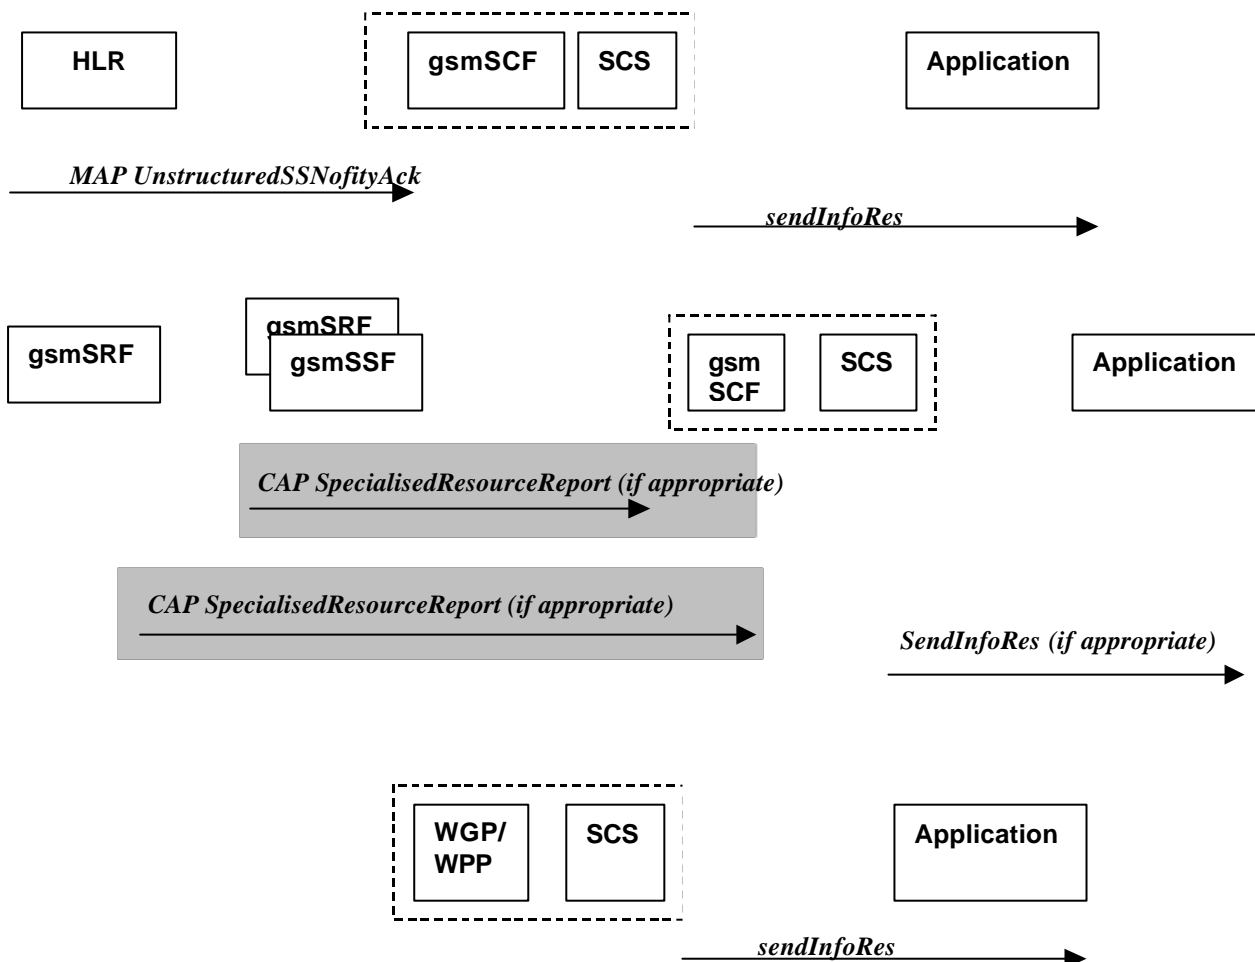 HLR
gsmSCF
SCS
Application
MAP UnstructuredSSNofityAck
sendInfoRes
gsmSRF
gsmSRF
gsmSSF
gsm
SCF
SCS
Application
CAP SpecialisedResourceReport (if appropriate)
CAP SpecialisedResourceReport (if appropriate)
SendInfoRes (if appropriate)
WGP/
WPP
SCS
Application
sendInfoRes